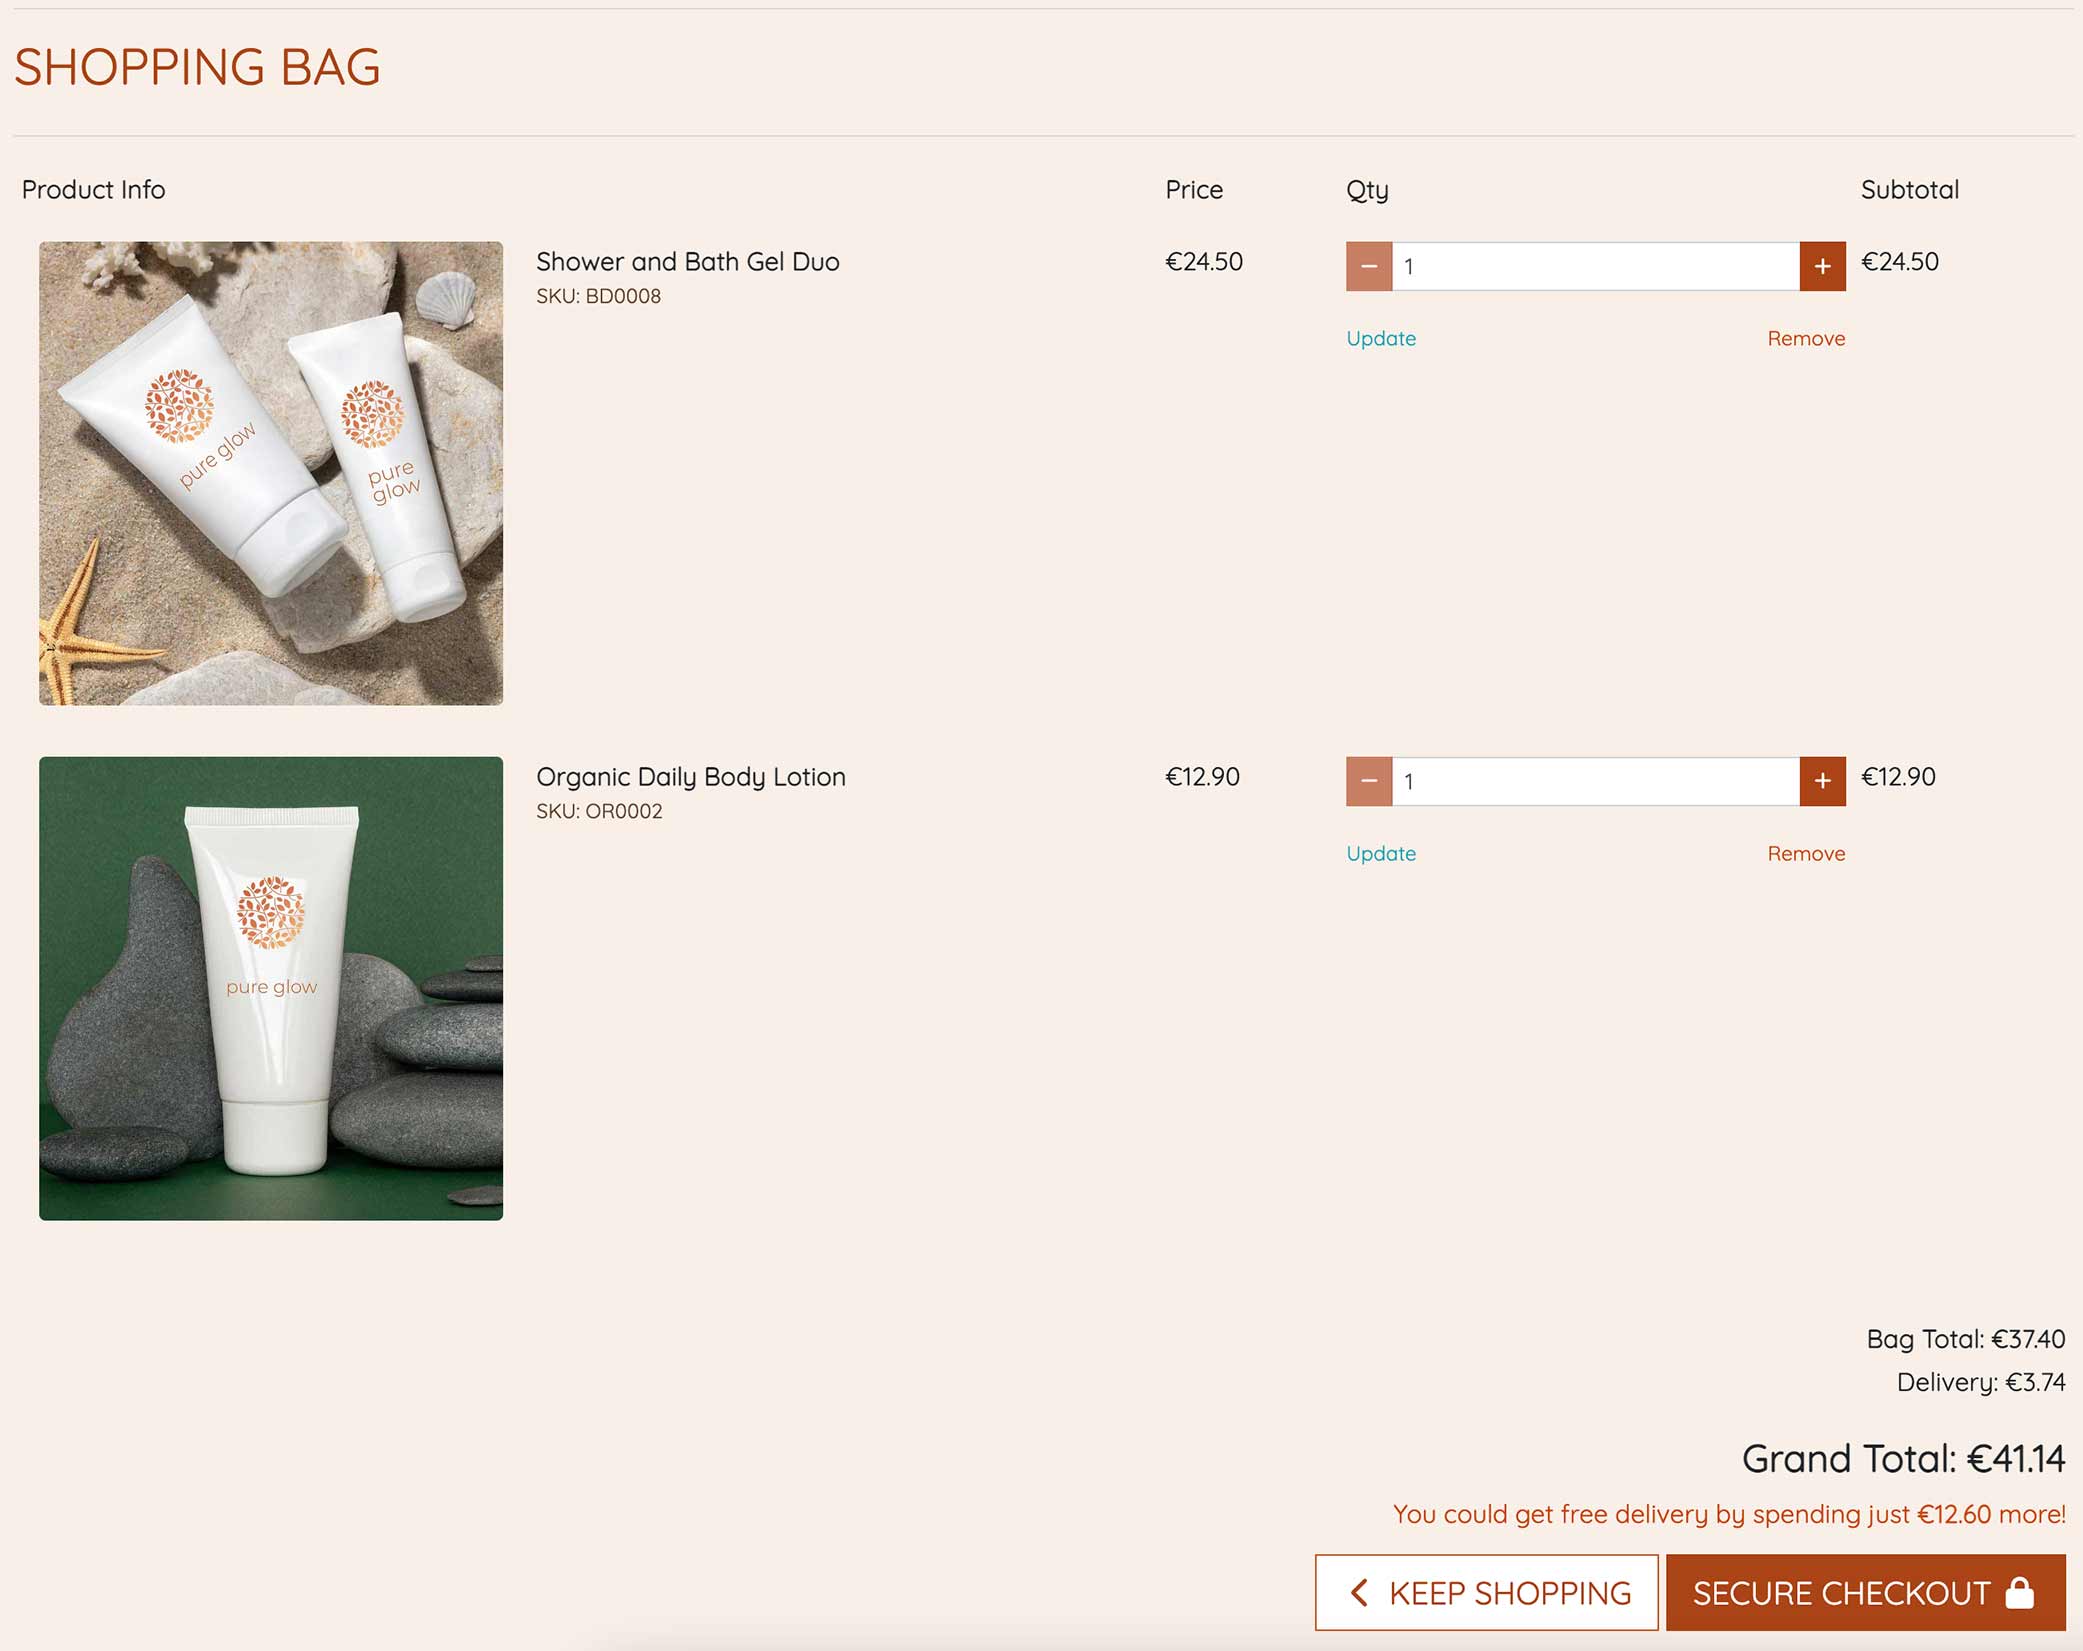 SHOPPING BAG
Product Info Price Qty Subtotal
Shower and Bath Gel Duo €24.50 1 €24.50
SKU: BD0008
Update Remove
pure glow
pure
glow
Organic Daily Body Lotion €12.90 1 €12.90
SKU: OR0002
Update Remove
pure glow
Bag Total: €37.40
Delivery: €3.74
Grand Total: €41.14
You could get free delivery by spending just €12.60 more!
KEEP SHOPPING SECURE CHECKOUT